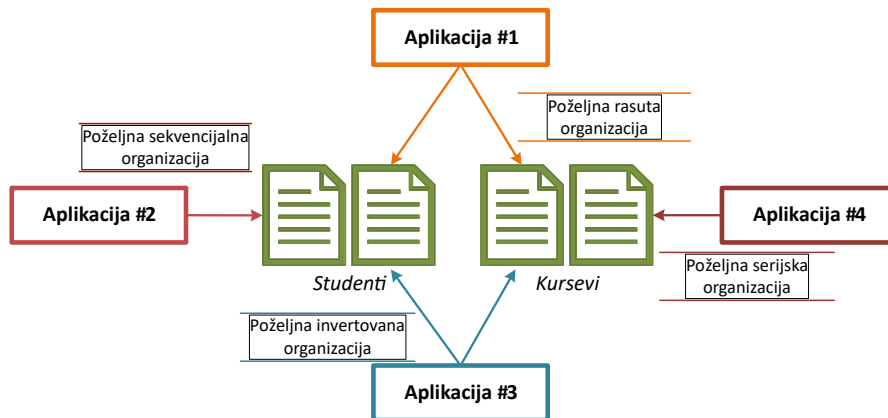 Aplikacija #1
Poželjna rasuta
organizacija
Poželjna sekvencijalna
organizacija
Aplikacija #2
Aplikacija #4
Studenti
Kursevi
Poželjna serijska
organizacija
Poželjna invertovana
organizacija
Aplikacija #3